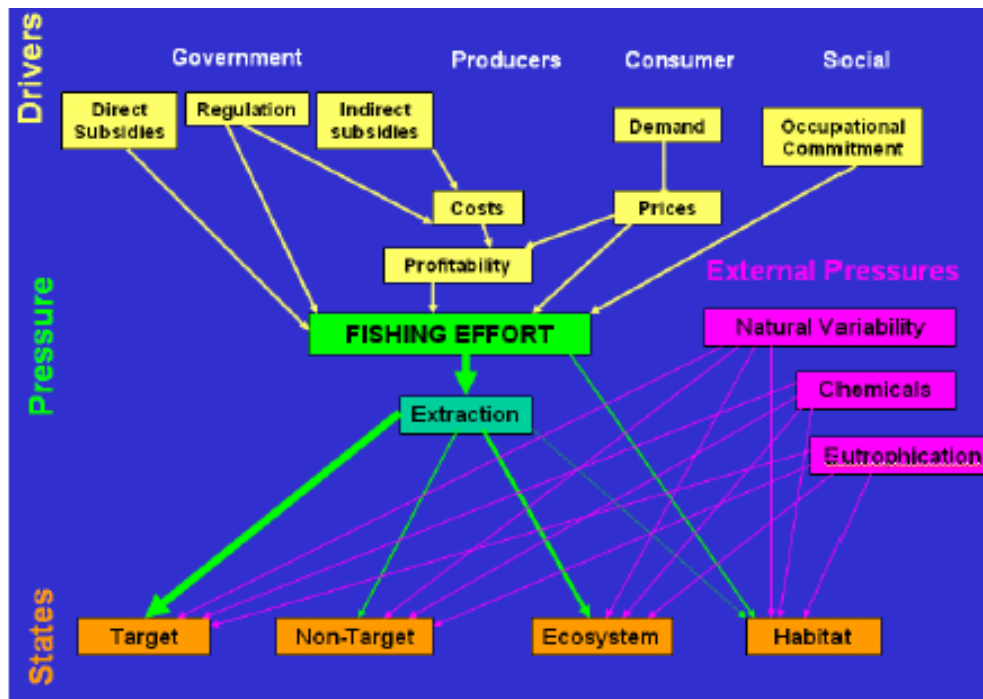 Drivers
Government
Producers
Consumer
Social
Direct
Subsidies
Regulation
Indirect
subsidies
Demand
Occupational
Commitment
Costs
Prices
Profitability
External Pressures
Pressure
FISHING EFFORT
Natural Variability
Chemicals
Extraction
Eutrophication
States
Target
Non-Target
Ecosystem
Habitat